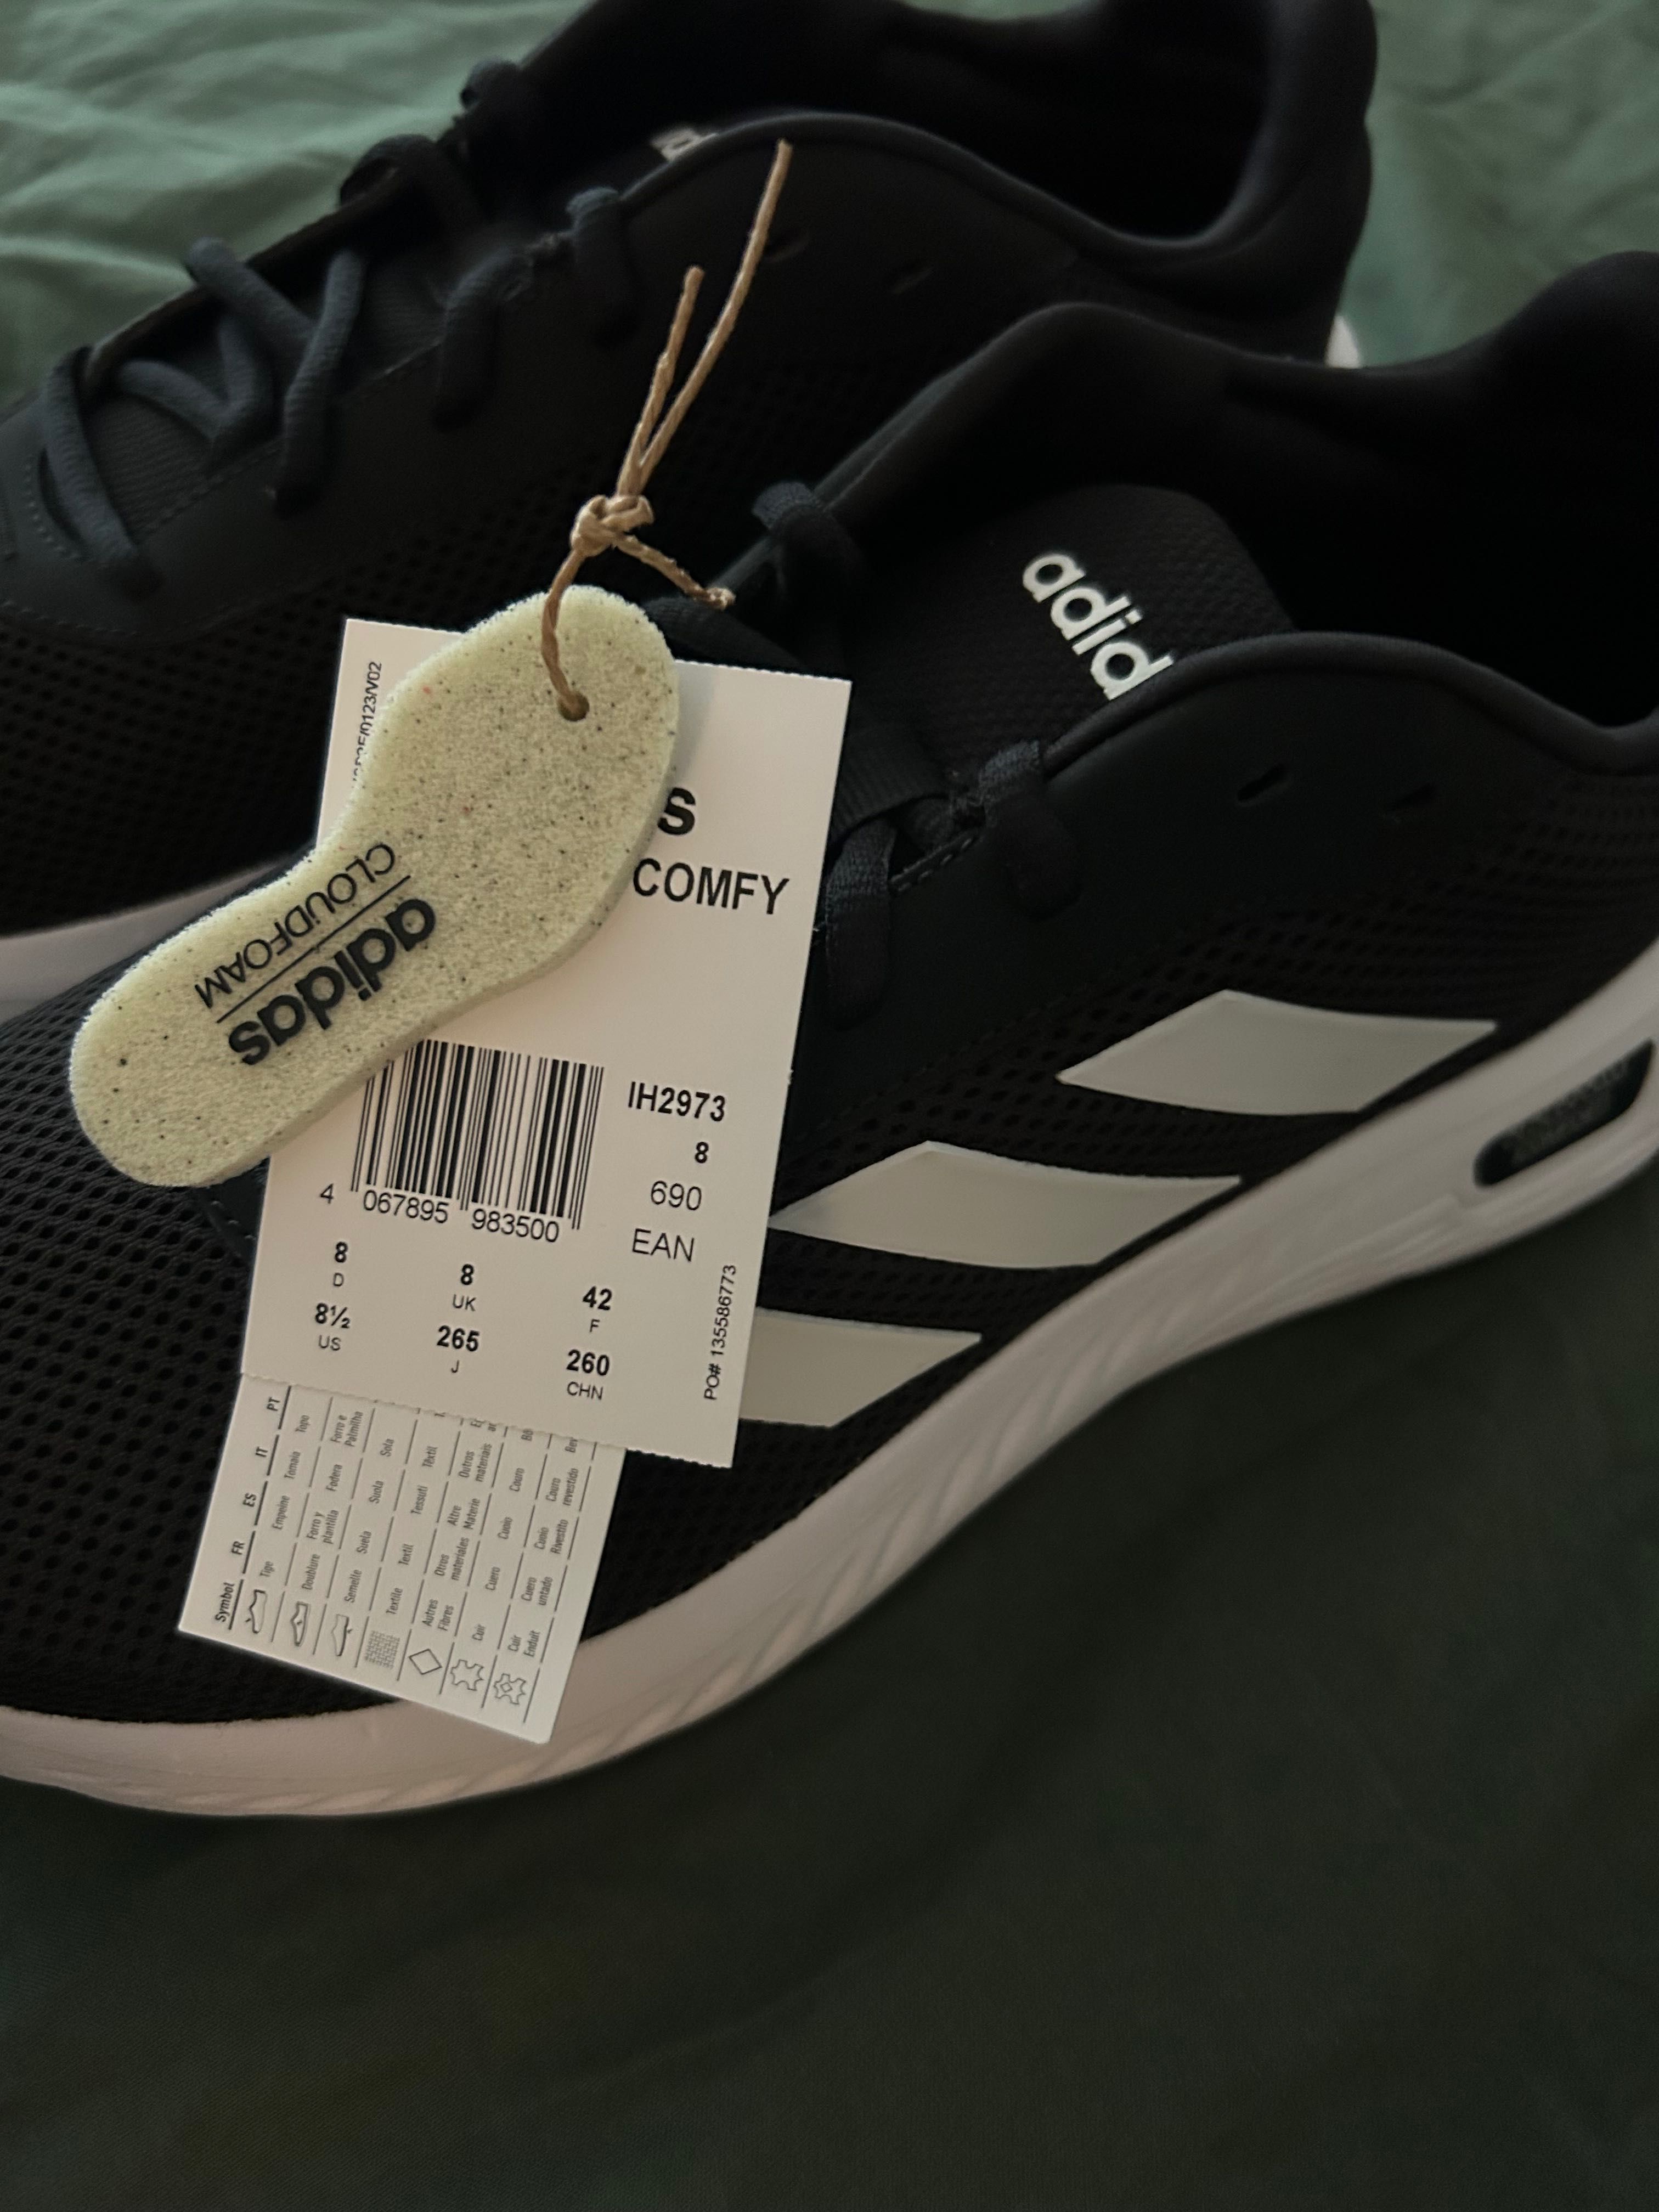 adid
S
COMFY
CLOUDFOAM
adidas
IH2973
8
690
EAN
4 067895 983500
8 8 42
D UK F
8½ 265 260
US J CHN
PO# 135586773
Symbol FR ES IT PT
Tige Empeine Tomaia Topo
Doublure Forro y plantilla Fodera Forro e Palmilha
Semelle Suela Suola Sola
Textile Textil Tessuti Têxtil
Autres Fibres Otros materiales Altre Materie Outros materiais
Cuir Cuero Cuoio Couro
Cuir Enduit Cuero untado Cuoio Rivestito Couro revestido